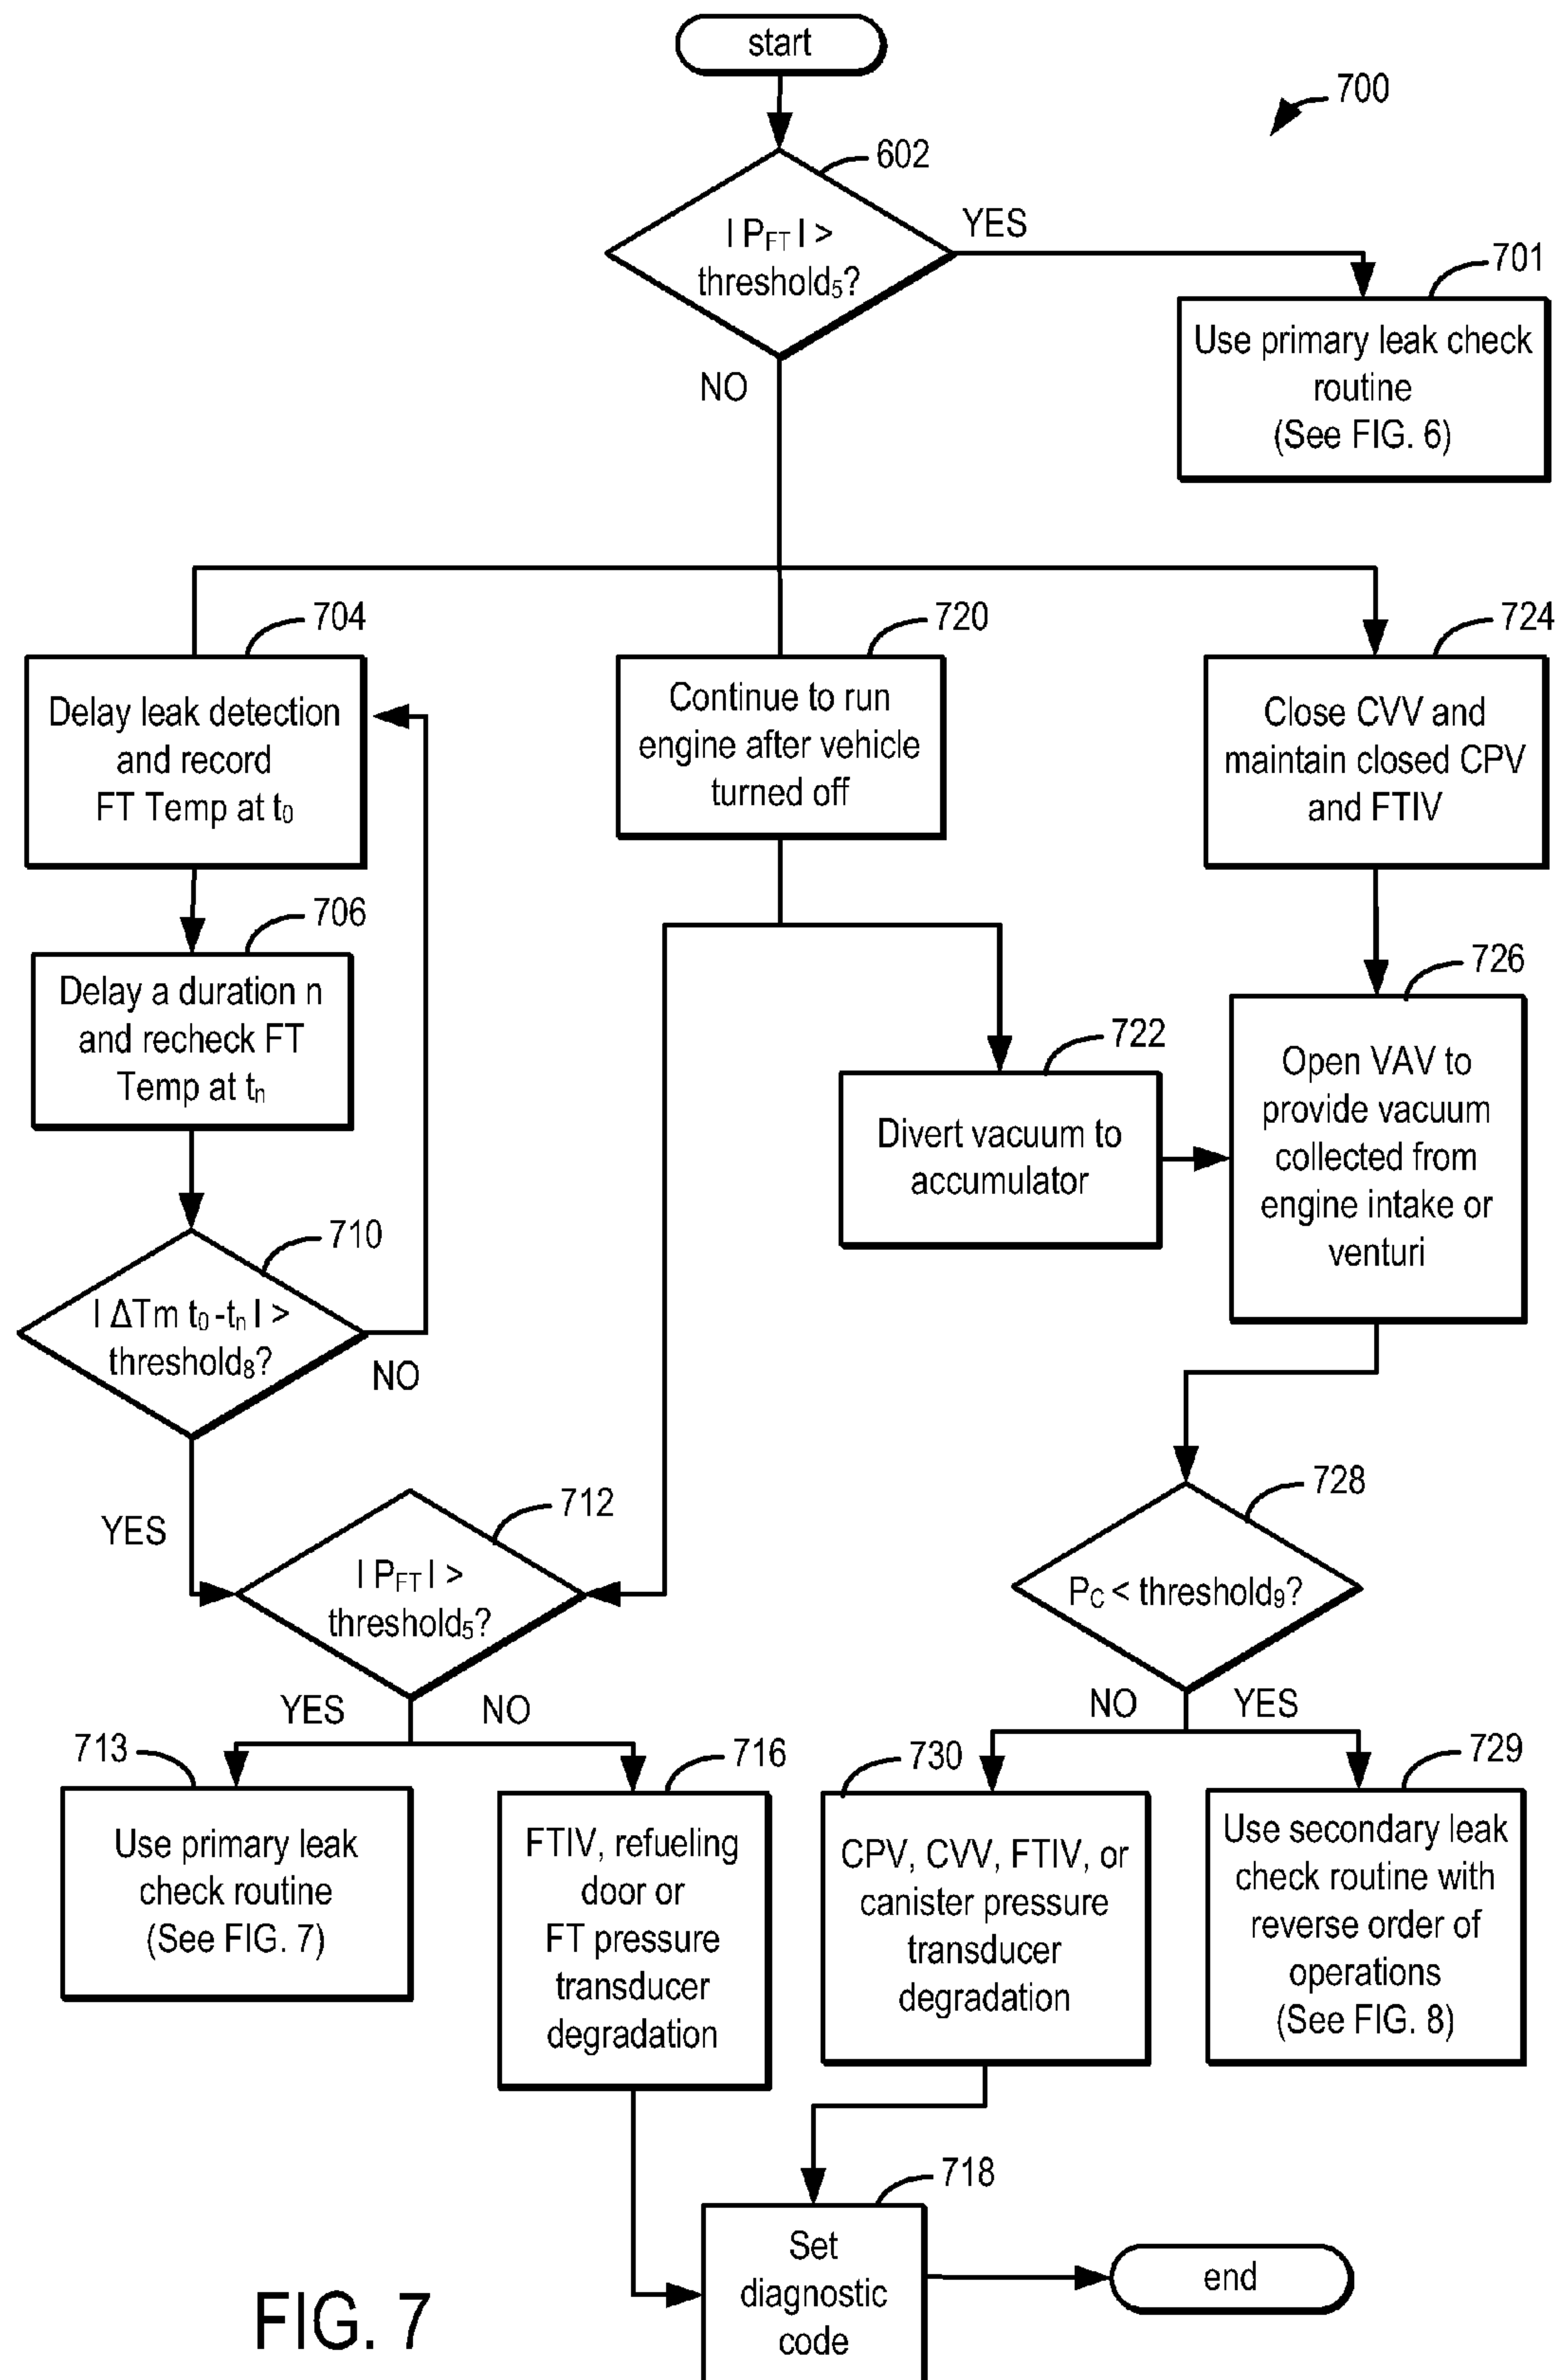 start
700
602
| P_FT | >
threshold₅?
YES
NO
701
Use primary leak check
routine
(See FIG. 6)
704
Delay leak detection
and record
FT Temp at t₀
720
Continue to run
engine after vehicle
turned off
724
Close CVV and
maintain closed CPV
and FTIV
706
Delay a duration n
and recheck FT
Temp at tₙ
722
Divert vacuum to
accumulator
726
Open VAV to
provide vacuum
collected from
engine intake or
venturi
710
| ΔTm t₀-tₙ | >
threshold₈?
NO
YES
712
| P_FT | >
threshold₅?
YES
NO
728
P_C < threshold₉?
NO
YES
713
Use primary leak
check routine
(See FIG. 7)
716
FTIV, refueling
door or
FT pressure
transducer
degradation
730
CPV, CVV, FTIV, or
canister pressure
transducer
degradation
729
Use secondary leak
check routine with
reverse order of
operations
(See FIG. 8)
718
Set
diagnostic
code
end
FIG. 7